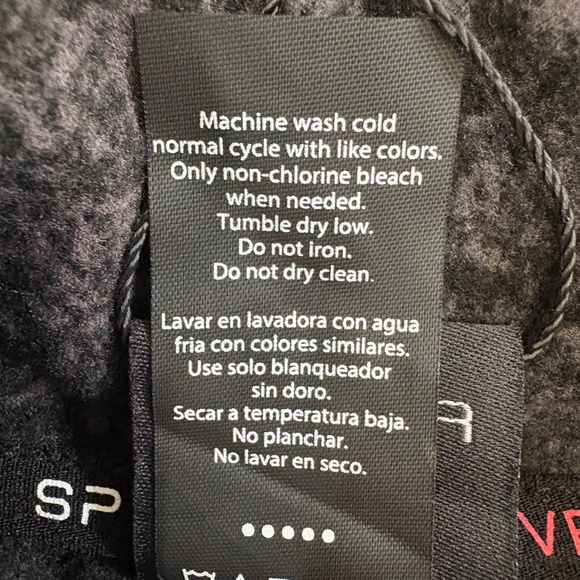 Machine wash cold
normal cycle with like colors.
Only non-chlorine bleach
when needed.
Tumble dry low.
Do not iron.
Do not dry clean.
Lavar en lavadora con agua
fria con colores similares.
Use solo blanqueador
sin doro.
Secar a temperatura baja.
No planchar.
No lavar en seco.
SP
R
VE